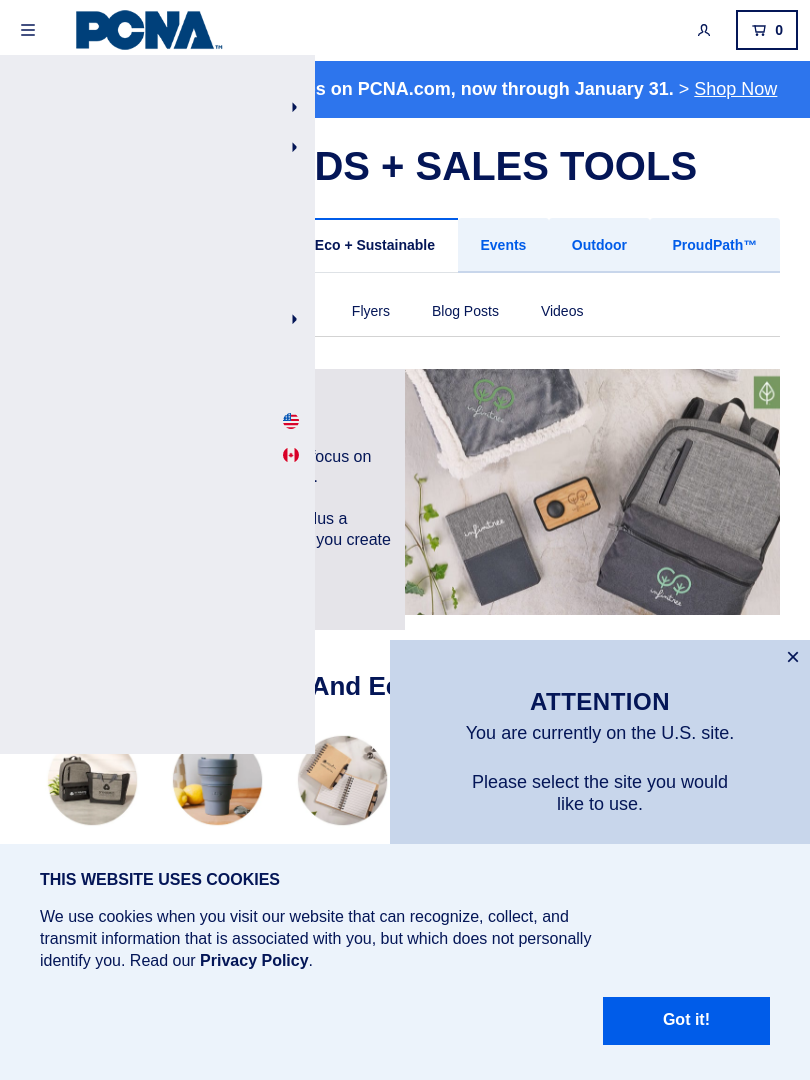 PCNA™
0
s on PCNA.com, now through January 31. > Shop Now
DS + SALES TOOLS
Eco + Sustainable
Events
Outdoor
ProudPath™
Flyers
Blog Posts
Videos
ocus on
.
lus a
you create
infinitree
infinitree
infinitree
And Ec
ATTENTION
You are currently on the U.S. site.
Please select the site you would
like to use.
THIS WEBSITE USES COOKIES
We use cookies when you visit our website that can recognize, collect, and
transmit information that is associated with you, but which does not personally
identify you. Read our Privacy Policy.
Got it!